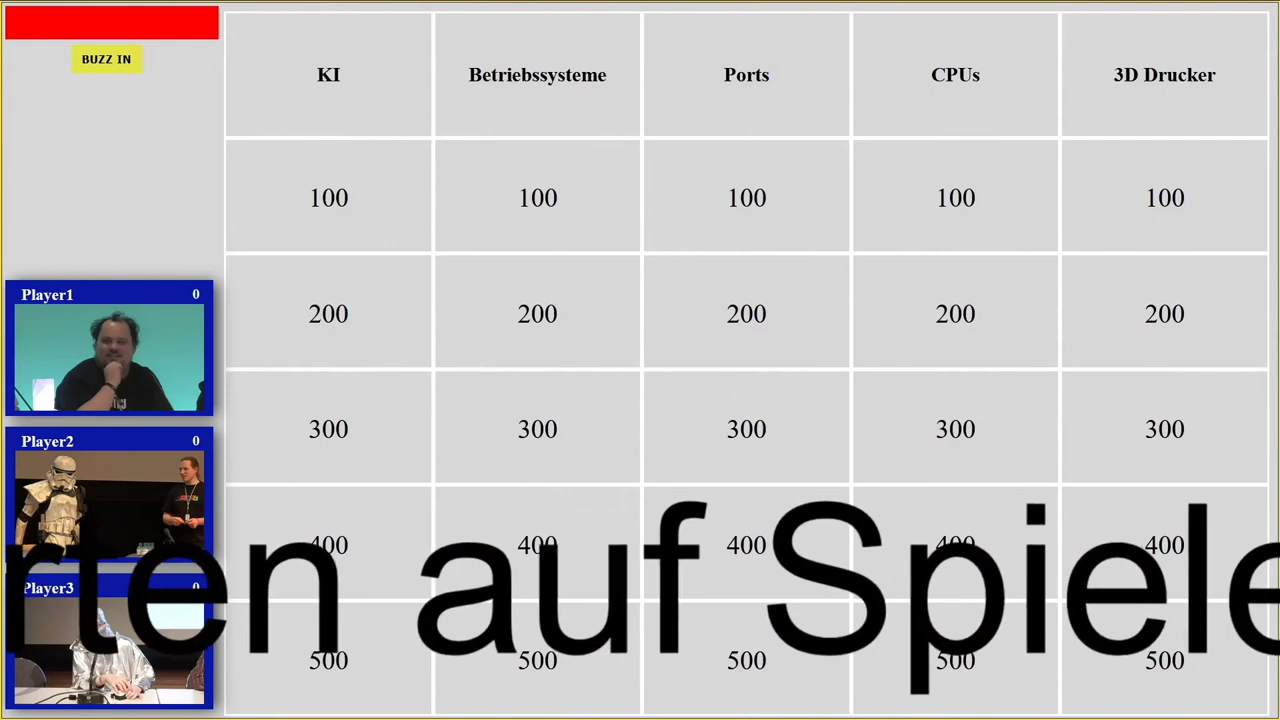 BUZZ IN
KI Betriebssysteme Ports CPUs 3D Drucker
100 100 100 100 100
200 200 200 200 200
300 300 300 300 300
400 400 400 400 400
500 500 500 500 500
Player1 0
Player2 0
Player3 0
rten auf Spiele